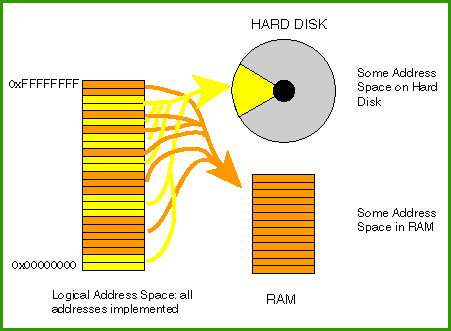 HARD DISK
0xFFFFFFFF
Some Address
Space on Hard
Disk
Some Address
Space in RAM
0x00000000
Logical Address Space: all
addresses implemented
RAM